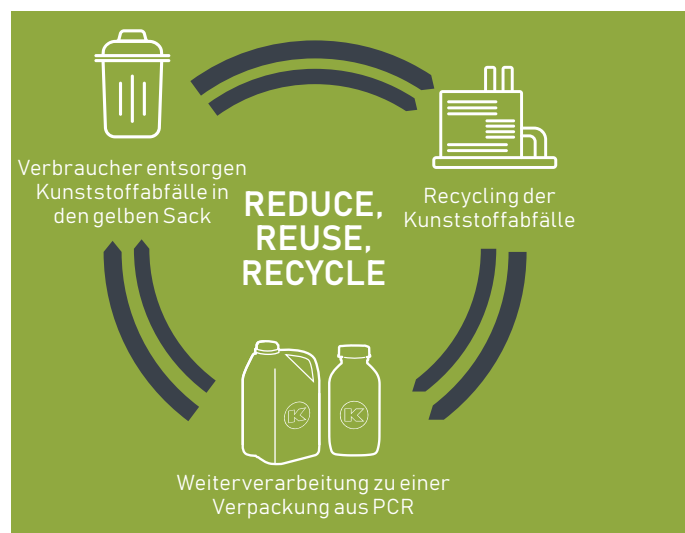 Verbraucher entsorgen
Kunststoffabfälle in
den gelben Sack
REDUCE,
REUSE,
RECYCLE
Recycling der
Kunststoffabfälle
K
K
Weiterverarbeitung zu einer
Verpackung aus PCR